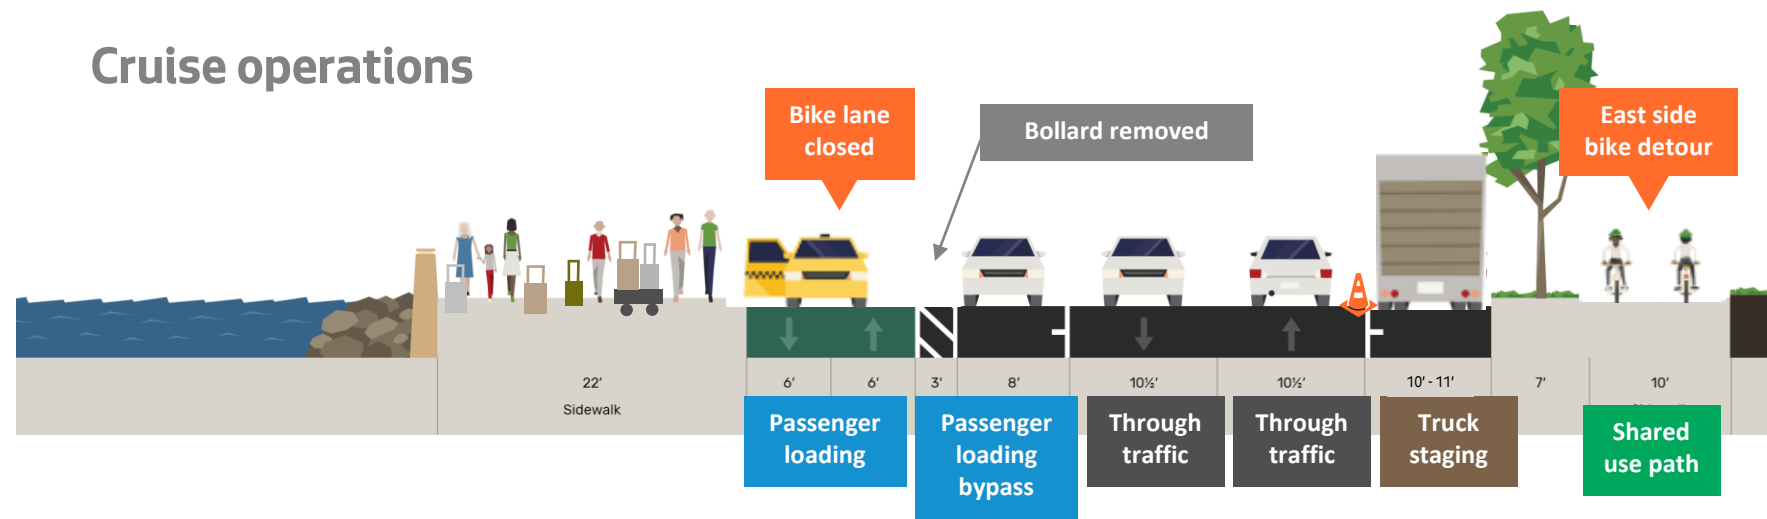 Cruise operations
Bike lane
closed
Bollard removed
East side
bike detour
22′
6′
6′
3′
8′
10½′
10½′
10′ - 11′
7′
10′
Sidewalk
Passenger
loading
Passenger
loading
bypass
Through
traffic
Through
traffic
Truck
staging
Shared
use path